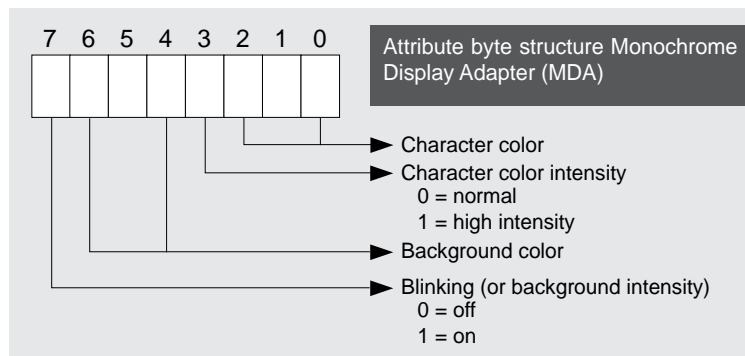 7 6 5 4 3 2 1 0
Attribute byte structure Monochrome
Display Adapter (MDA)
Character color
Character color intensity
0 = normal
1 = high intensity
Background color
Blinking (or background intensity)
0 = off
1 = on